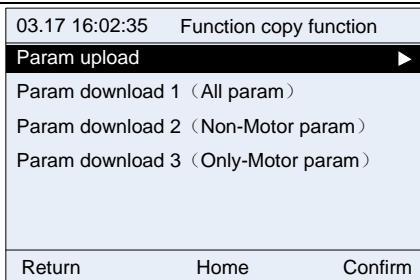 03.17 16:02:35 Function copy function
Param upload ▶
Param download 1（All param）
Param download 2（Non-Motor param）
Param download 3（Only-Motor param）
Return Home Confirm